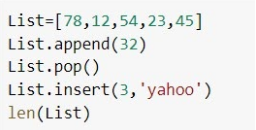 List=[78,12,54,23,45]
List.append(32)
List.pop()
List.insert(3,'yahoo')
len(List)